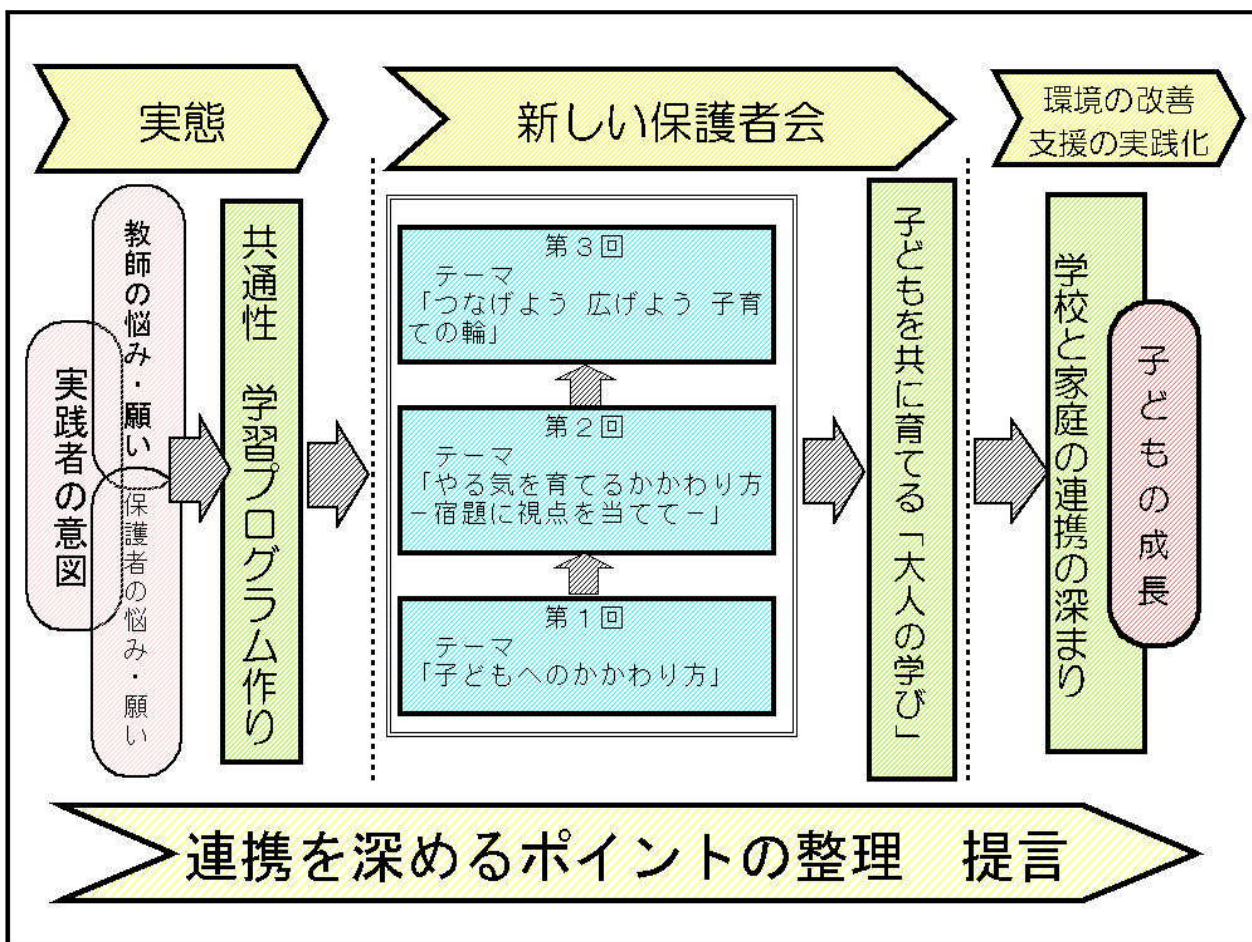 実態
新しい保護者会
環境の改善
支援の実践化
実践者の意図
教師の悩み・願い
保護者の悩み・願い
共通性 学習プログラム作り
第3回
テーマ
「つなげよう 広げよう 子育
ての輪」
第2回
テーマ
「やる気を育てるかかわり方
－宿題に視点を当てて－」
第1回
テーマ
「子どもへのかかわり方」
子どもを共に育てる「大人の学び」
学校と家庭の連携の深まり
子どもの成長
連携を深めるポイントの整理 提言